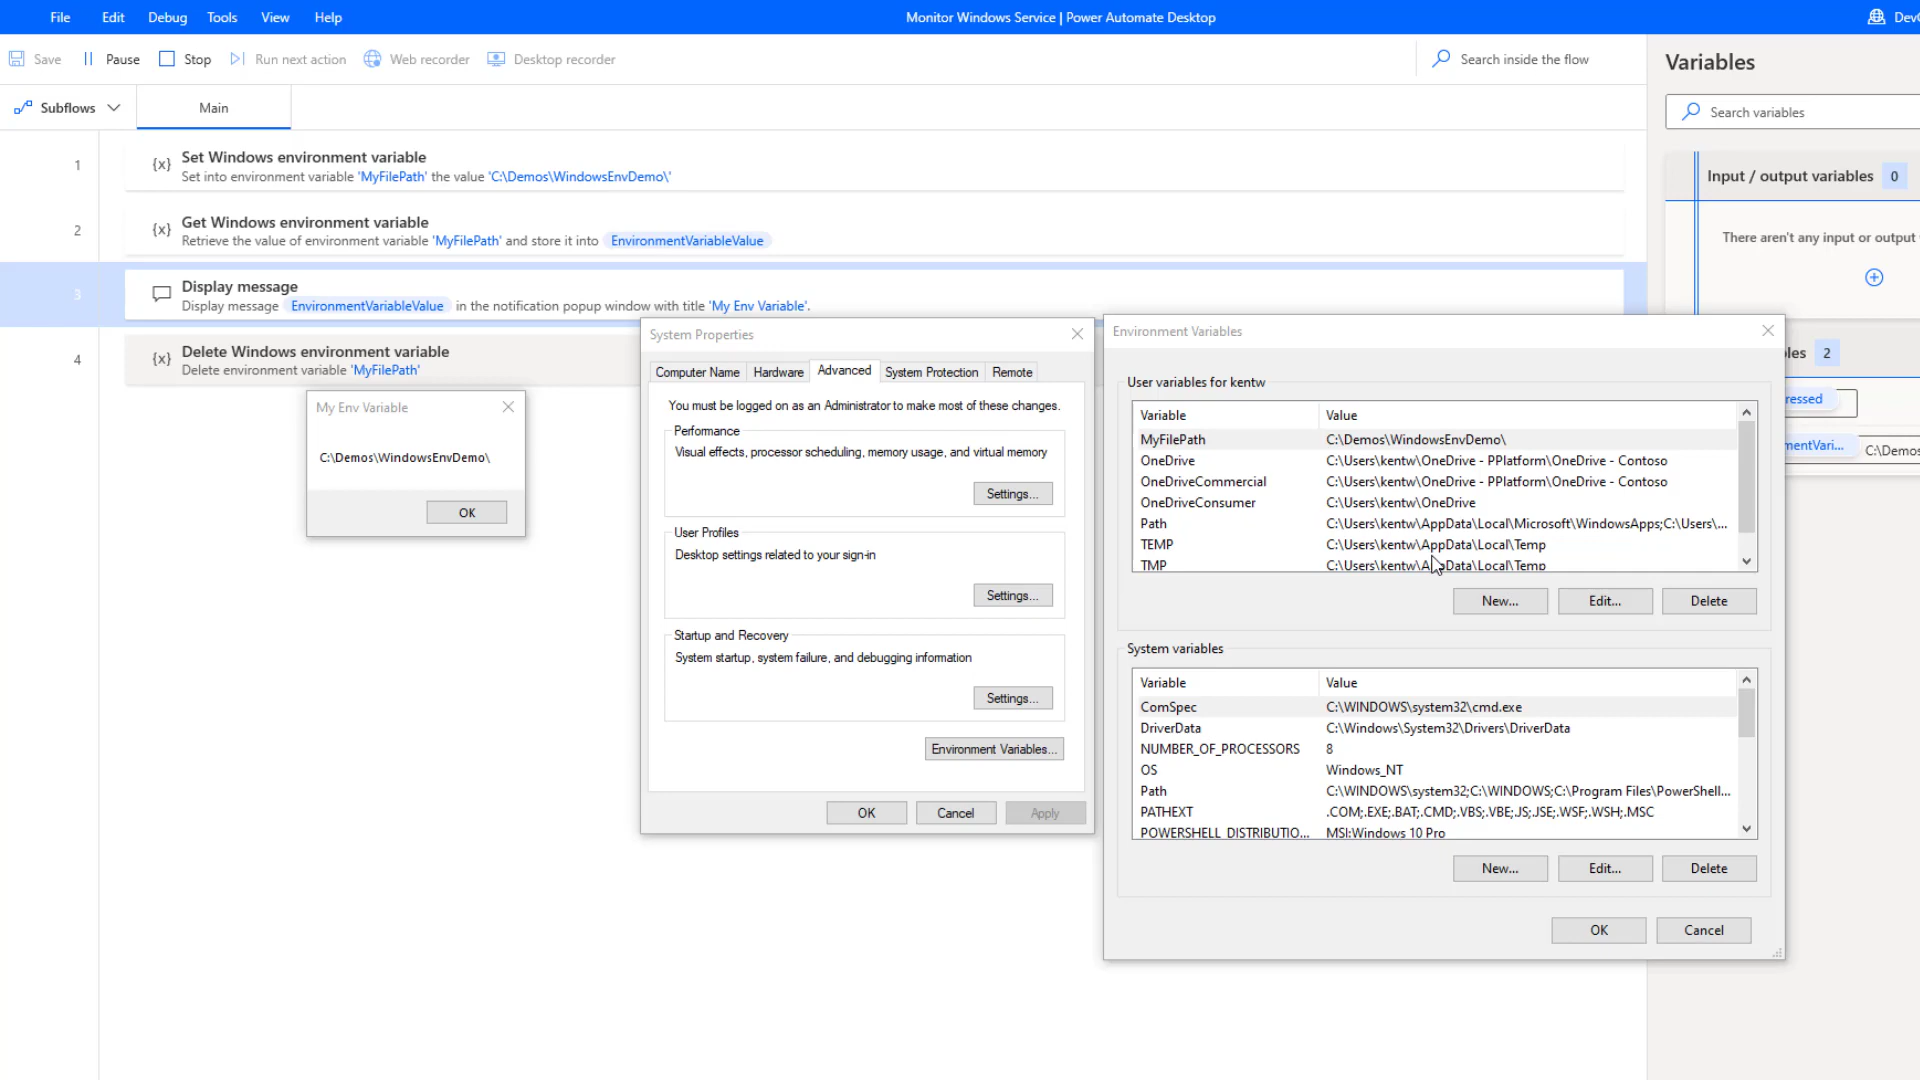 File Edit Debug Tools View Help
Monitor Windows Service | Power Automate Desktop
Save Pause Stop Run next action Web recorder Desktop recorder
Search inside the flow
Subflows
Main
1
{x} Set Windows environment variable
Set into environment variable 'MyFilePath' the value 'C:\Demos\WindowsEnvDemo\'
2
{x} Get Windows environment variable
Retrieve the value of environment variable 'MyFilePath' and store it into EnvironmentVariableValue
3
Display message
Display message EnvironmentVariableValue in the notification popup window with title 'My Env Variable'.
4
{x} Delete Windows environment variable
Delete environment variable 'MyFilePath'
My Env Variable
C:\Demos\WindowsEnvDemo\
OK
System Properties
Computer Name Hardware Advanced System Protection Remote
You must be logged on as an Administrator to make most of these changes.
Performance
Visual effects, processor scheduling, memory usage, and virtual memory
Settings...
User Profiles
Desktop settings related to your sign-in
Settings...
Startup and Recovery
System startup, system failure, and debugging information
Settings...
Environment Variables...
OK Cancel Apply
Environment Variables
User variables for kentw
Variable Value
MyFilePath C:\Demos\WindowsEnvDemo\
OneDrive C:\Users\kentw\OneDrive - PPlatform\OneDrive - Contoso
OneDriveCommercial C:\Users\kentw\OneDrive - PPlatform\OneDrive - Contoso
OneDriveConsumer C:\Users\kentw\OneDrive
Path C:\Users\kentw\AppData\Local\Microsoft\WindowsApps;C:\Users\...
TEMP C:\Users\kentw\AppData\Local\Temp
TMP C:\Users\kentw\AppData\Local\Temp
New... Edit... Delete
System variables
Variable Value
ComSpec C:\WINDOWS\system32\cmd.exe
DriverData C:\Windows\System32\Drivers\DriverData
NUMBER_OF_PROCESSORS 8
OS Windows_NT
Path C:\WINDOWS\system32;C:\WINDOWS;C:\Program Files\PowerShell...
PATHEXT .COM;.EXE;.BAT;.CMD;.VBS;.VBE;.JS;.JSE;.WSF;.WSH;.MSC
POWERSHELL_DISTRIBUTIO... MSI:Windows 10 Pro
New... Edit... Delete
OK Cancel
Variables
Search variables
Input / output variables 0
There aren't any input or output
les 2
ressed
mentVari... C:\Demos